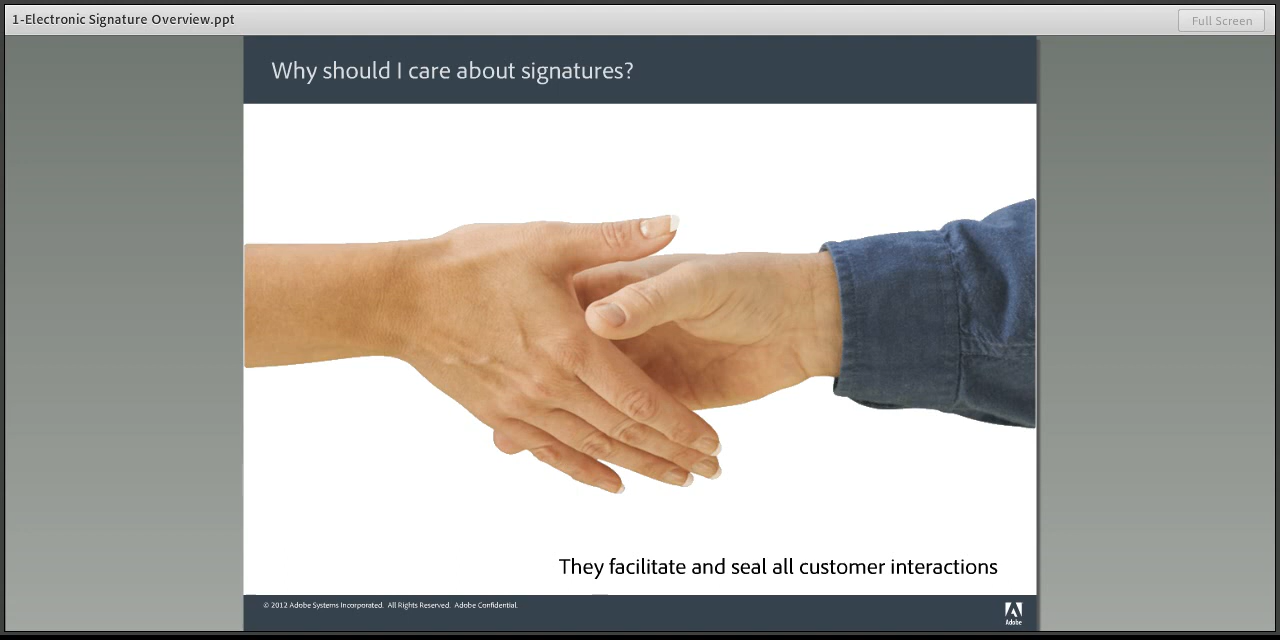 1-Electronic Signature Overview.ppt
Full Screen
Why should I care about signatures?
They facilitate and seal all customer interactions
© 2012 Adobe Systems Incorporated. All Rights Reserved. Adobe Confidential.
Adobe